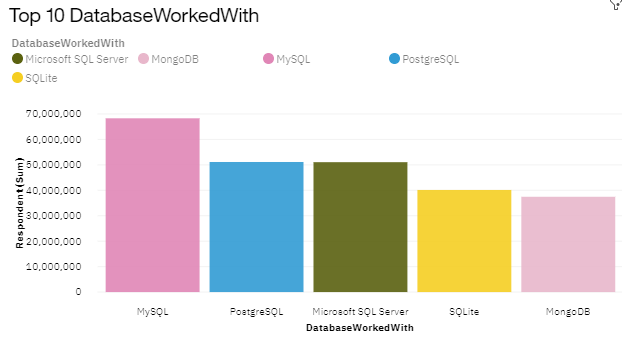 Top 10 DatabaseWorkedWith
DatabaseWorkedWith
Microsoft SQL Server MongoDB MySQL PostgreSQL
SQLite
70,000,000
60,000,000
50,000,000
40,000,000
30,000,000
20,000,000
10,000,000
0
Respondent (Sum)
MySQL PostgreSQL Microsoft SQL Server SQLite MongoDB
DatabaseWorkedWith